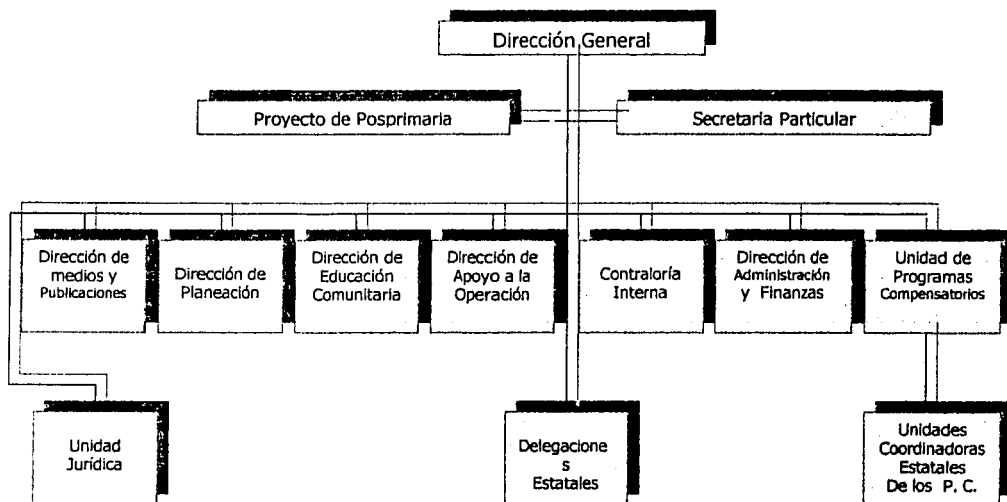 Dirección General
Proyecto de Posprimaria
Secretaria Particular
Dirección de
medios y
Publicaciones
Dirección de
Planeación
Dirección de
Educación
Comunitaria
Dirección de
Apoyo a la
Operación
Contraloría
Interna
Dirección de
Administración
y Finanzas
Unidad de
Programas
Compensatorios
Unidad
Jurídica
Delegacione
s
Estatales
Unidades
Coordinadoras
Estatales
De los P. C.